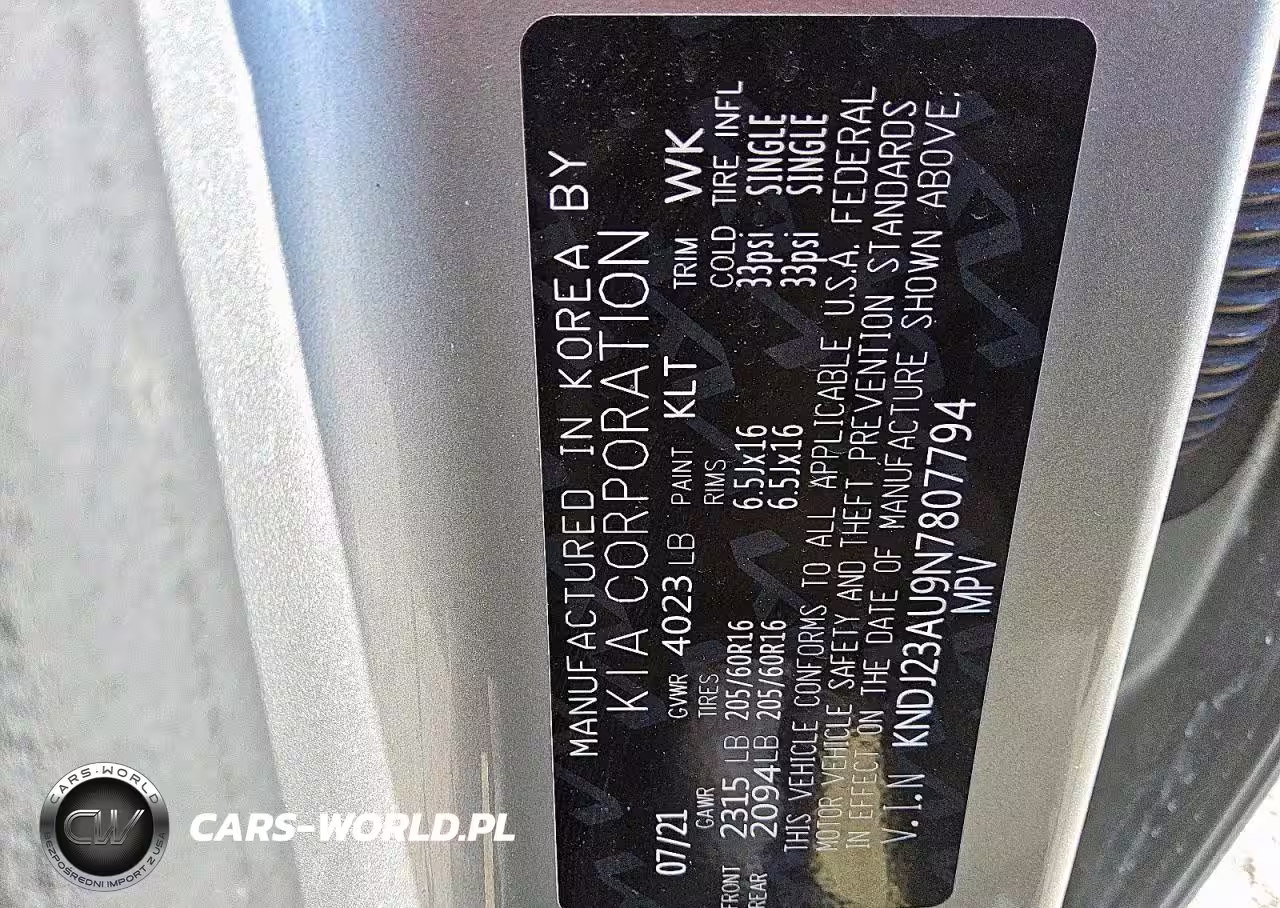 MANUFACTURED IN KOREA BY
KIA CORPORATION
07/21 GVWR 4023 LB PAINT KLT TRIM WK
GAWR TIRES RIMS COLD TIRE INFL
FRONT 2315 LB 205/60R16 6.5Jx16 33psi SINGLE
REAR 2094LB 205/60R16 6.5Jx16 33psi SINGLE
THIS VEHICLE CONFORMS TO ALL APPLICABLE U.S.A. FEDERAL
MOTOR VEHICLE SAFETY AND THEFT PREVENTION STANDARDS
IN EFFECT ON THE DATE OF MANUFACTURE SHOWN ABOVE.
V.I.N KNDJ23AU9N7807794
MPV
CARS-WORLD
CW
BEZPOŚREDNI IMPORT Z USA
CARS-WORLD.PL